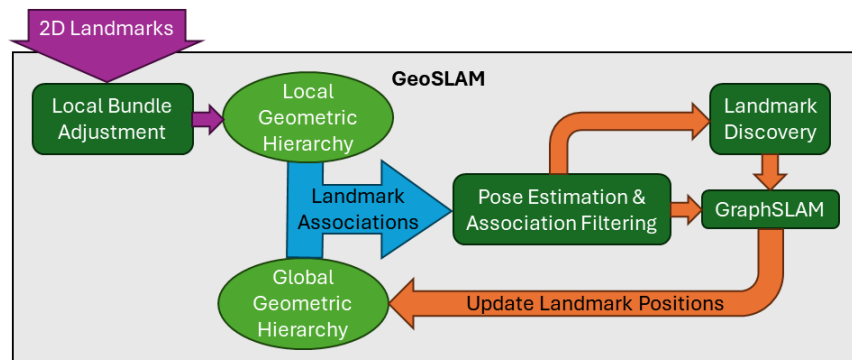 2D Landmarks
GeoSLAM
Local Bundle
Adjustment
Local
Geometric
Hierarchy
Landmark
Discovery
Landmark
Associations
Pose Estimation &
Association Filtering
GraphSLAM
Global
Geometric
Hierarchy
Update Landmark Positions